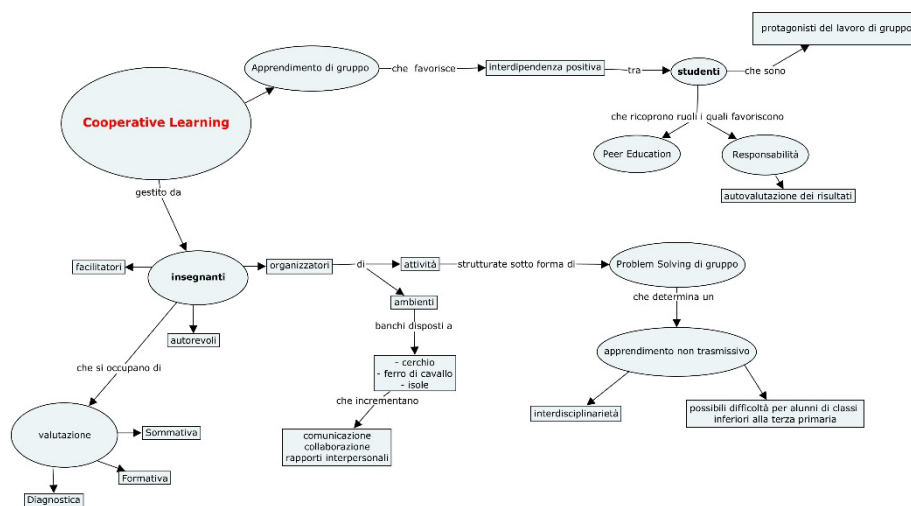 protagonisti del lavoro di gruppo
Apprendimento di gruppo
che favorisce
interdipendenza positiva
tra
studenti
che sono
Cooperative Learning
che ricoprono ruoli i quali favoriscono
Peer Education
Responsabilità
gestito da
autovalutazione dei risultati
facilitatori
insegnanti
organizzatori
di
attività
strutturate sotto forma di
Problem Solving di gruppo
ambienti
che determina un
banchi disposti a
autorevoli
apprendimento non trasmissivo
- cerchio
- ferro di cavallo
- isole
che si occupano di
che incrementano
interdisciplinarietà
possibili difficoltà per alunni di classi
inferiori alla terza primaria
valutazione
Sommativa
comunicazione
collaborazione
rapporti interpersonali
Formativa
Diagnostica